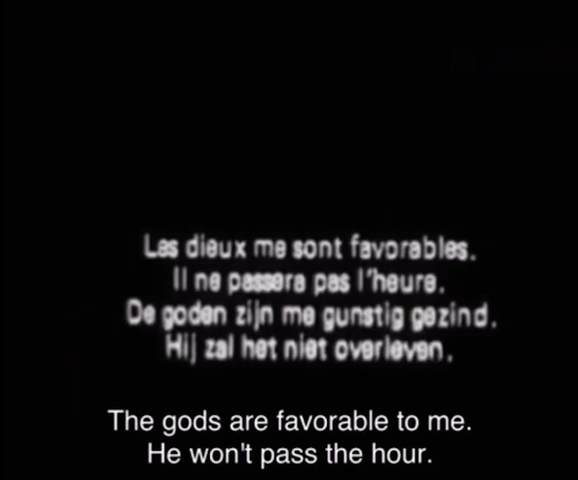 Les dieux me sont favorables.
Il ne passera pas l'heure.
De goden zijn me gunstig gezind.
Hij zal het niet overleven.
The gods are favorable to me.
He won't pass the hour.